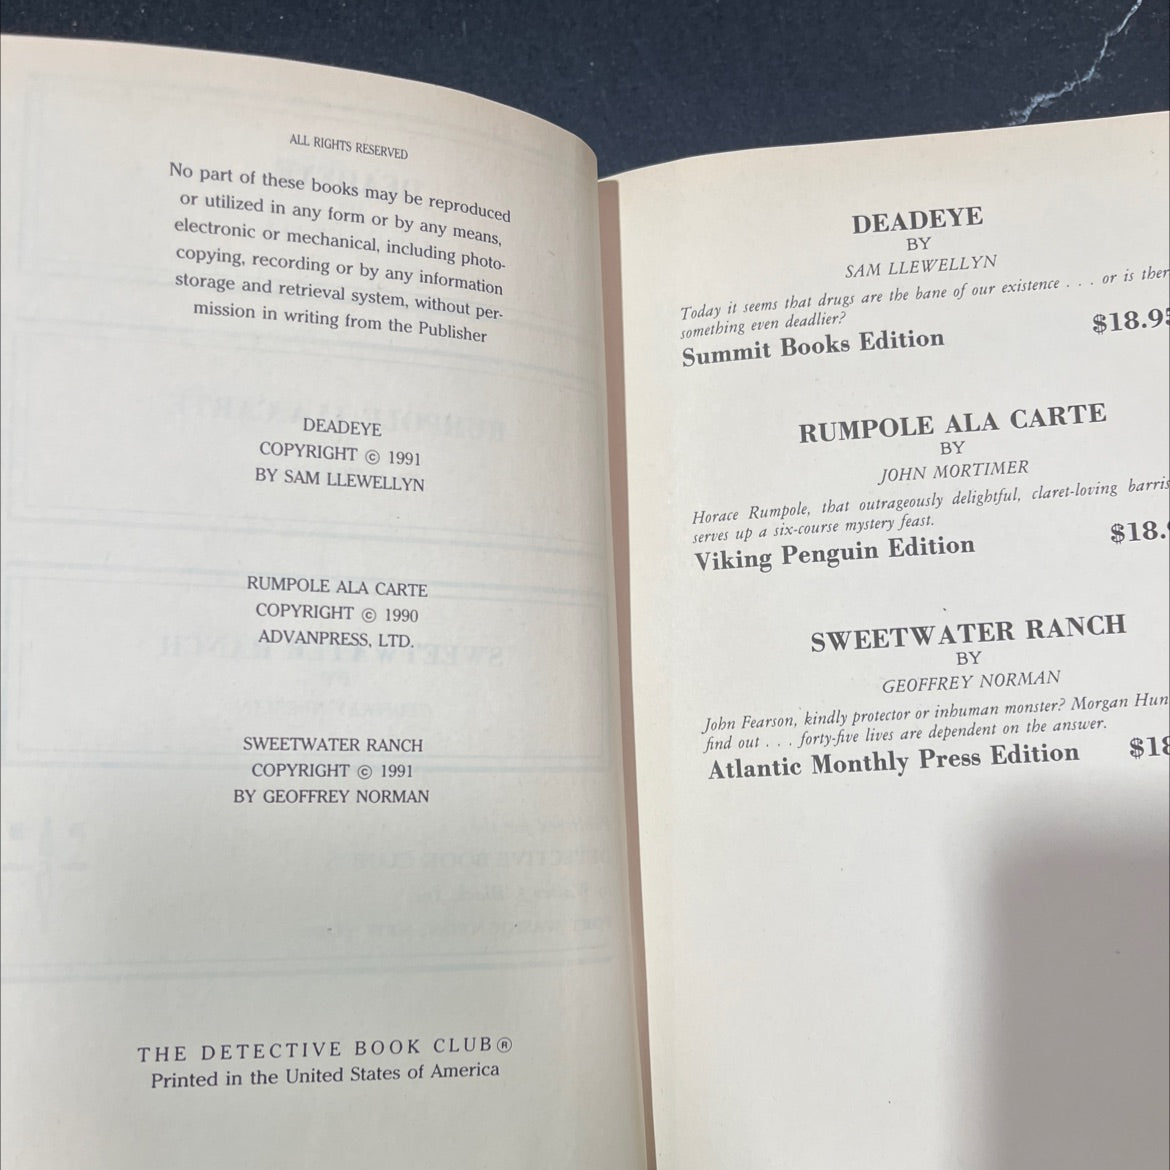 ALL RIGHTS RESERVED
No part of these books may be reproduced
or utilized in any form or by any means,
electronic or mechanical, including photo-
copying, recording or by any information
storage and retrieval system, without per-
mission in writing from the Publisher
DEADEYE
COPYRIGHT © 1991
BY SAM LLEWELLYN
RUMPOLE ALA CARTE
COPYRIGHT © 1990
ADVANPRESS, LTD.
SWEETWATER RANCH
COPYRIGHT © 1991
BY GEOFFREY NORMAN
THE DETECTIVE BOOK CLUB®
Printed in the United States of America
DEADEYE
BY
SAM LLEWELLYN
Today it seems that drugs are the bane of our existence . . . or is ther
something even deadlier?
Summit Books Edition $18.95
RUMPOLE ALA CARTE
BY
JOHN MORTIMER
Horace Rumpole, that outrageously delightful, claret-loving barris
serves up a six-course mystery feast.
Viking Penguin Edition $18.
SWEETWATER RANCH
BY
GEOFFREY NORMAN
John Fearson, kindly protector or inhuman monster? Morgan Hun
find out . . . forty-five lives are dependent on the answer.
Atlantic Monthly Press Edition $18